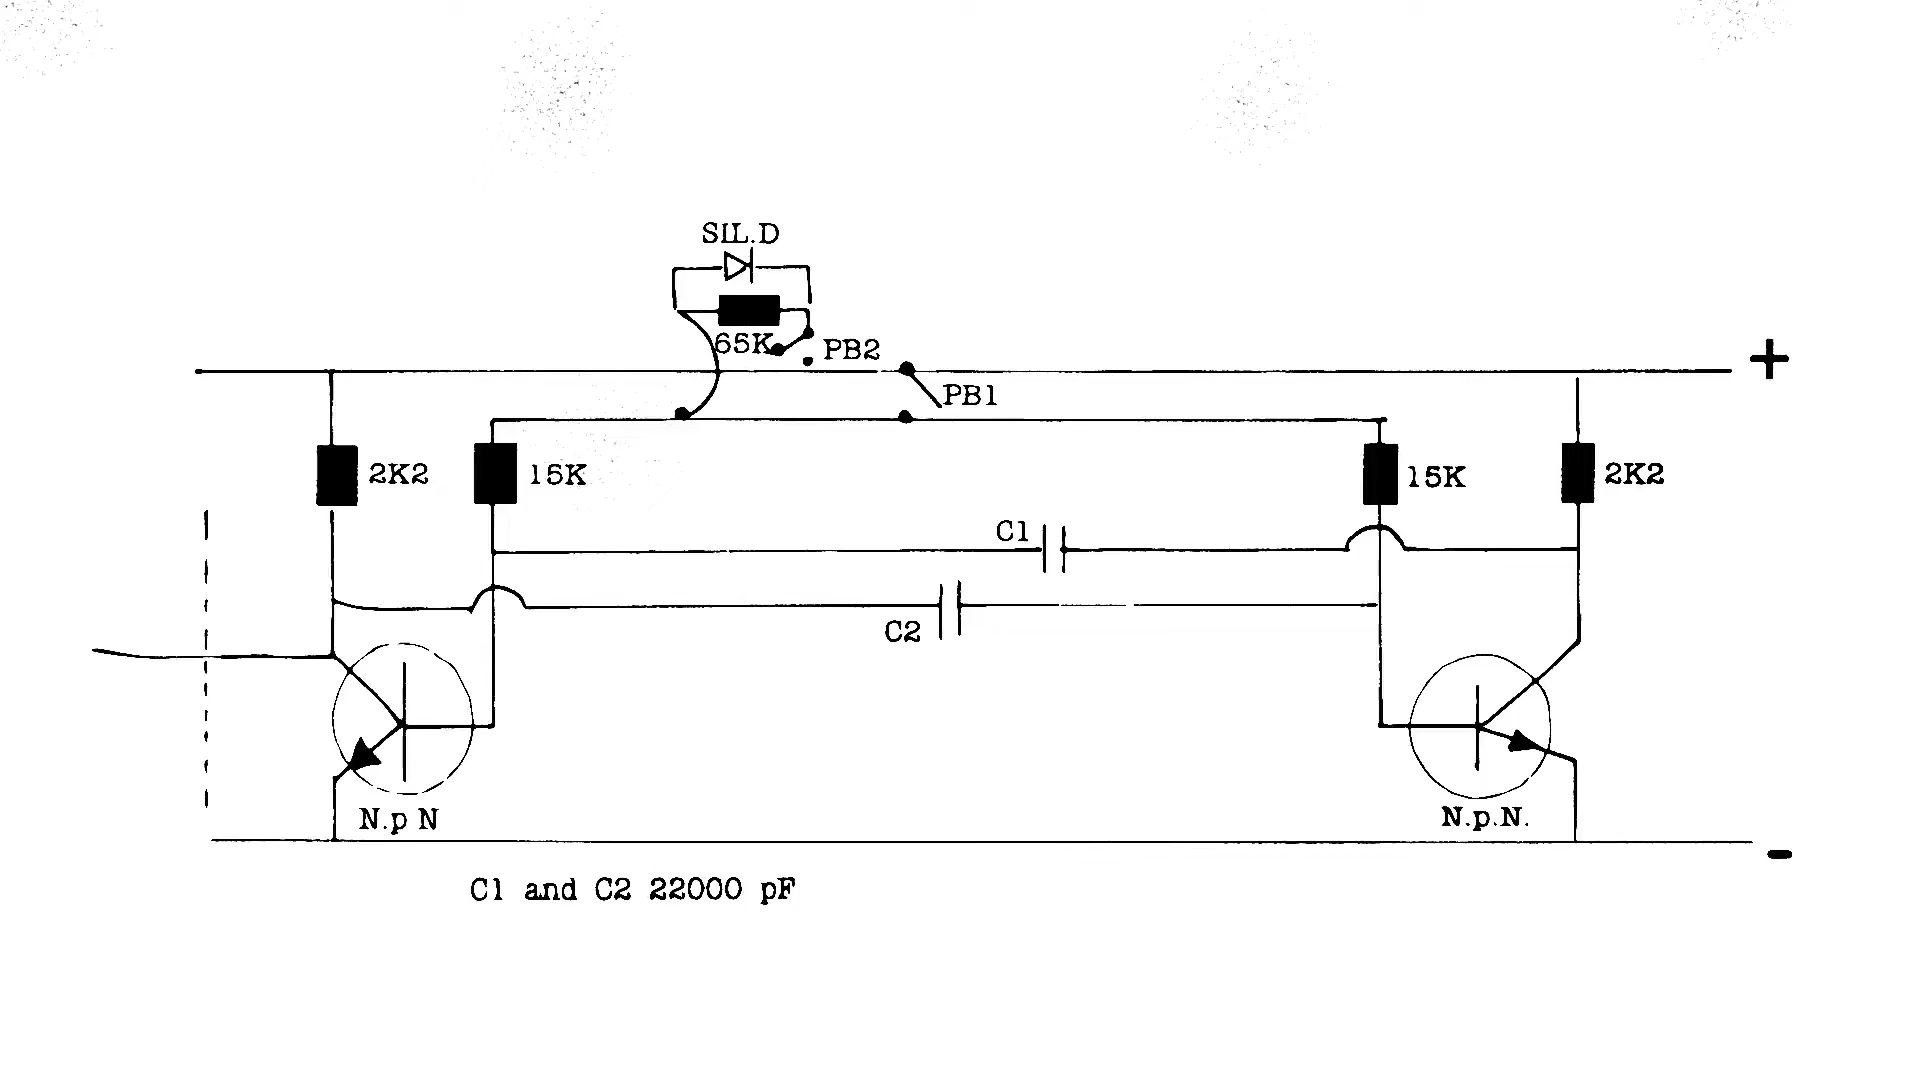 SIL.D
65K
PB2
+
PB1
2K2
15K
15K
2K2
C1
C2
N.p N
N.p.N.
-
C1 and C2 22000 pF